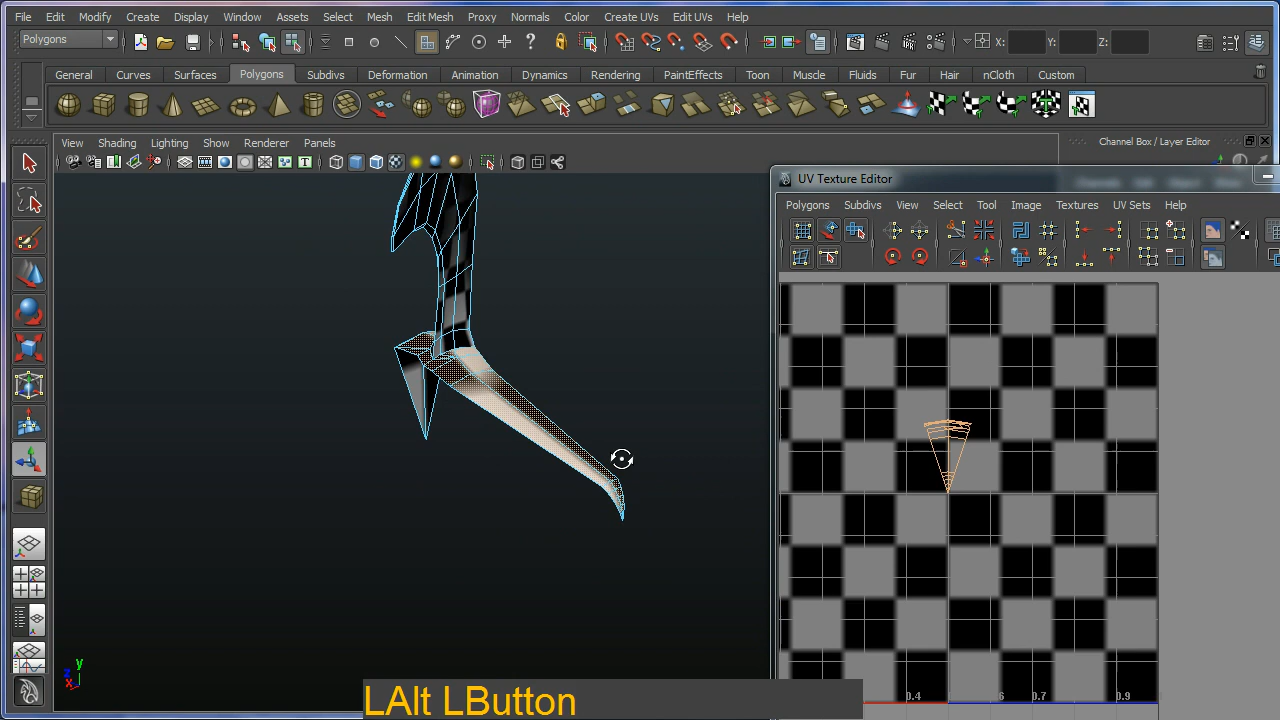 File Edit Modify Create Display Window Assets Select Mesh Edit Mesh Proxy Normals Color Create UVs Edit UVs Help
Polygons X: Y: Z:
General Curves Surfaces Polygons Subdivs Deformation Animation Dynamics Rendering PaintEffects Toon Muscle Fluids Fur Hair nCloth Custom
View Shading Lighting Show Renderer Panels
Channel Box / Layer Editor
UV Texture Editor
Polygons Subdivs View Select Tool Image Textures UV Sets Help
0.4 6 0.7 0.9
y
z
x
LAlt LButton